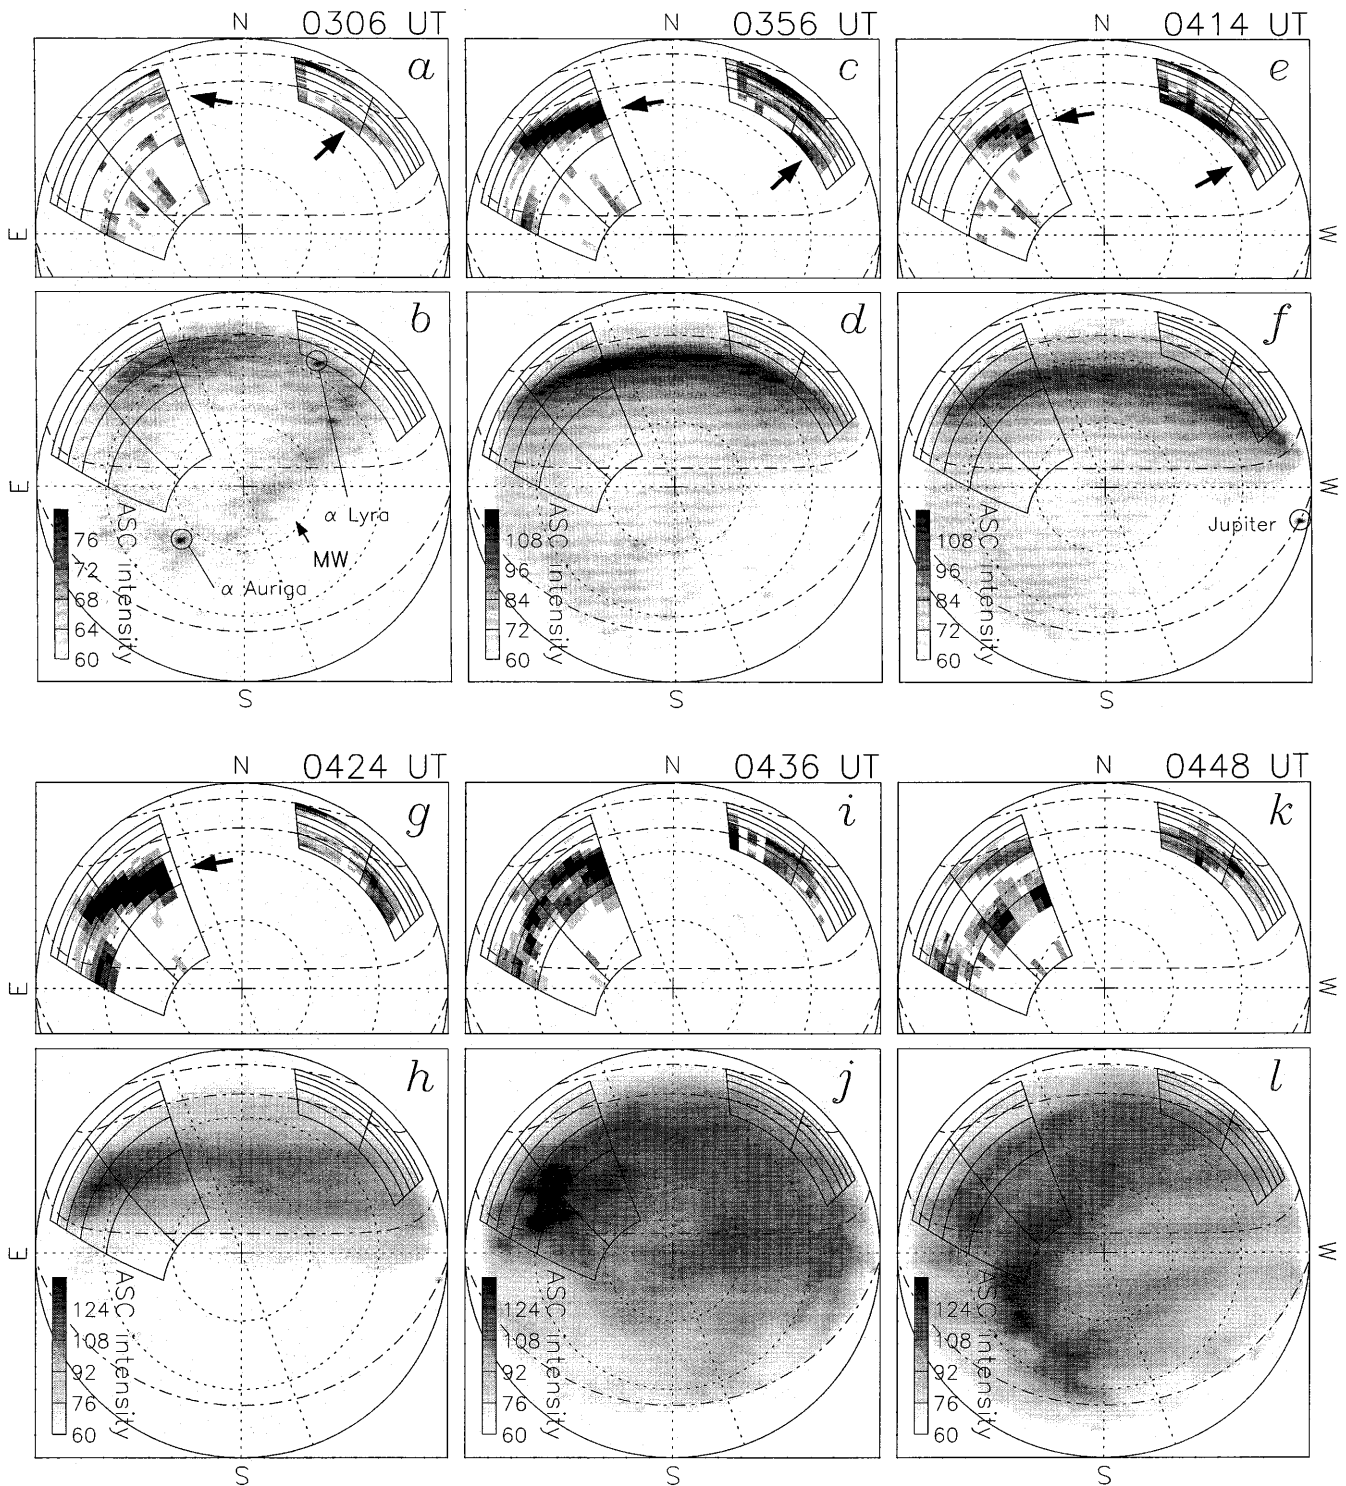 N 0306 UT 0356 UT N 0414 UT
a c e
E W
b d f
α Lyra
MW
α Auriga
Jupiter
E W
ASC intensity
76
72
68
64
60
ASC intensity
108
96
84
72
60
ASC intensity
108
96
84
72
60
S S S
N 0424 UT 0436 UT N 0448 UT
g i k
E W
h j l
E W
ASC intensity
124
108
92
76
60
ASC intensity
124
108
92
76
60
ASC intensity
124
108
92
76
60
S S